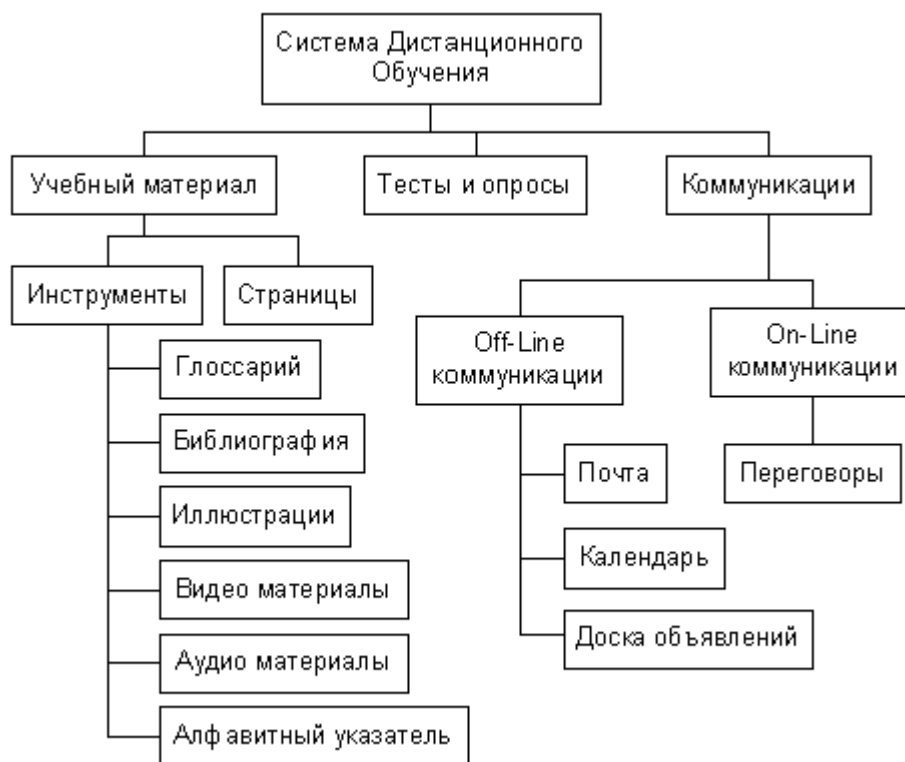 Система Дистанционного
Обучения
Учебный материал
Тесты и опросы
Коммуникации
Инструменты
Страницы
Off-Line
коммуникации
On-Line
коммуникации
Глоссарий
Библиография
Иллюстрации
Видео материалы
Аудио материалы
Алфавитный указатель
Почта
Календарь
Доска объявлений
Переговоры